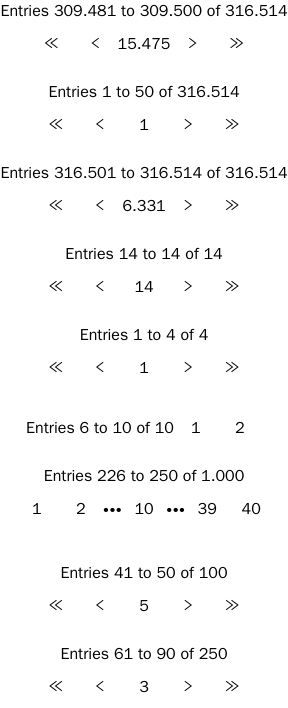 Entries 309.481 to 309.500 of 316.514
≪ < 15.475 > ≫
Entries 1 to 50 of 316.514
≪ < 1 > ≫
Entries 316.501 to 316.514 of 316.514
≪ < 6.331 > ≫
Entries 14 to 14 of 14
≪ < 14 > ≫
Entries 1 to 4 of 4
≪ < 1 > ≫
Entries 6 to 10 of 10 1 2
Entries 226 to 250 of 1.000
1 2 ••• 10 ••• 39 40
Entries 41 to 50 of 100
≪ < 5 > ≫
Entries 61 to 90 of 250
≪ < 3 > ≫